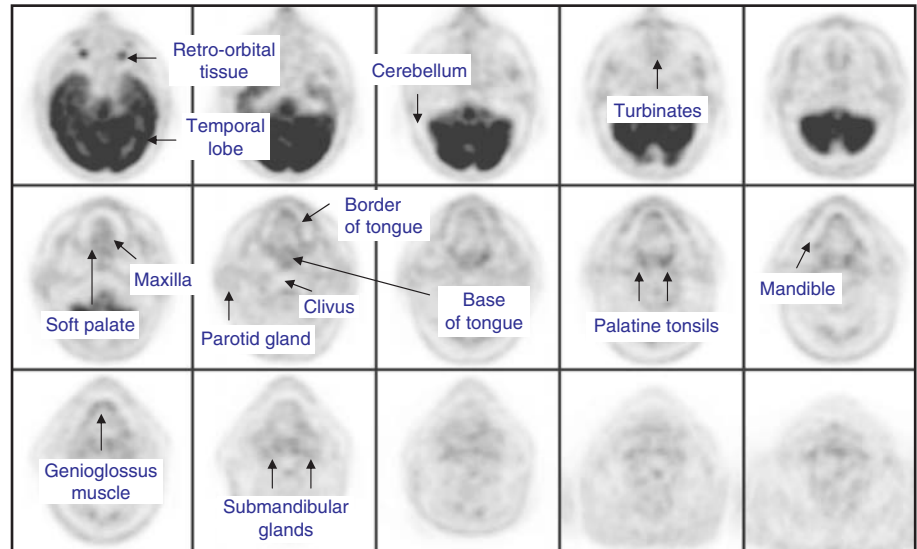 Retro-orbital
tissue
Temporal
lobe
Cerebellum
Turbinates
Soft palate
Maxilla
Border
of tongue
Clivus
Parotid gland
Base
of tongue
Palatine tonsils
Mandible
Genioglossus
muscle
Submandibular
glands